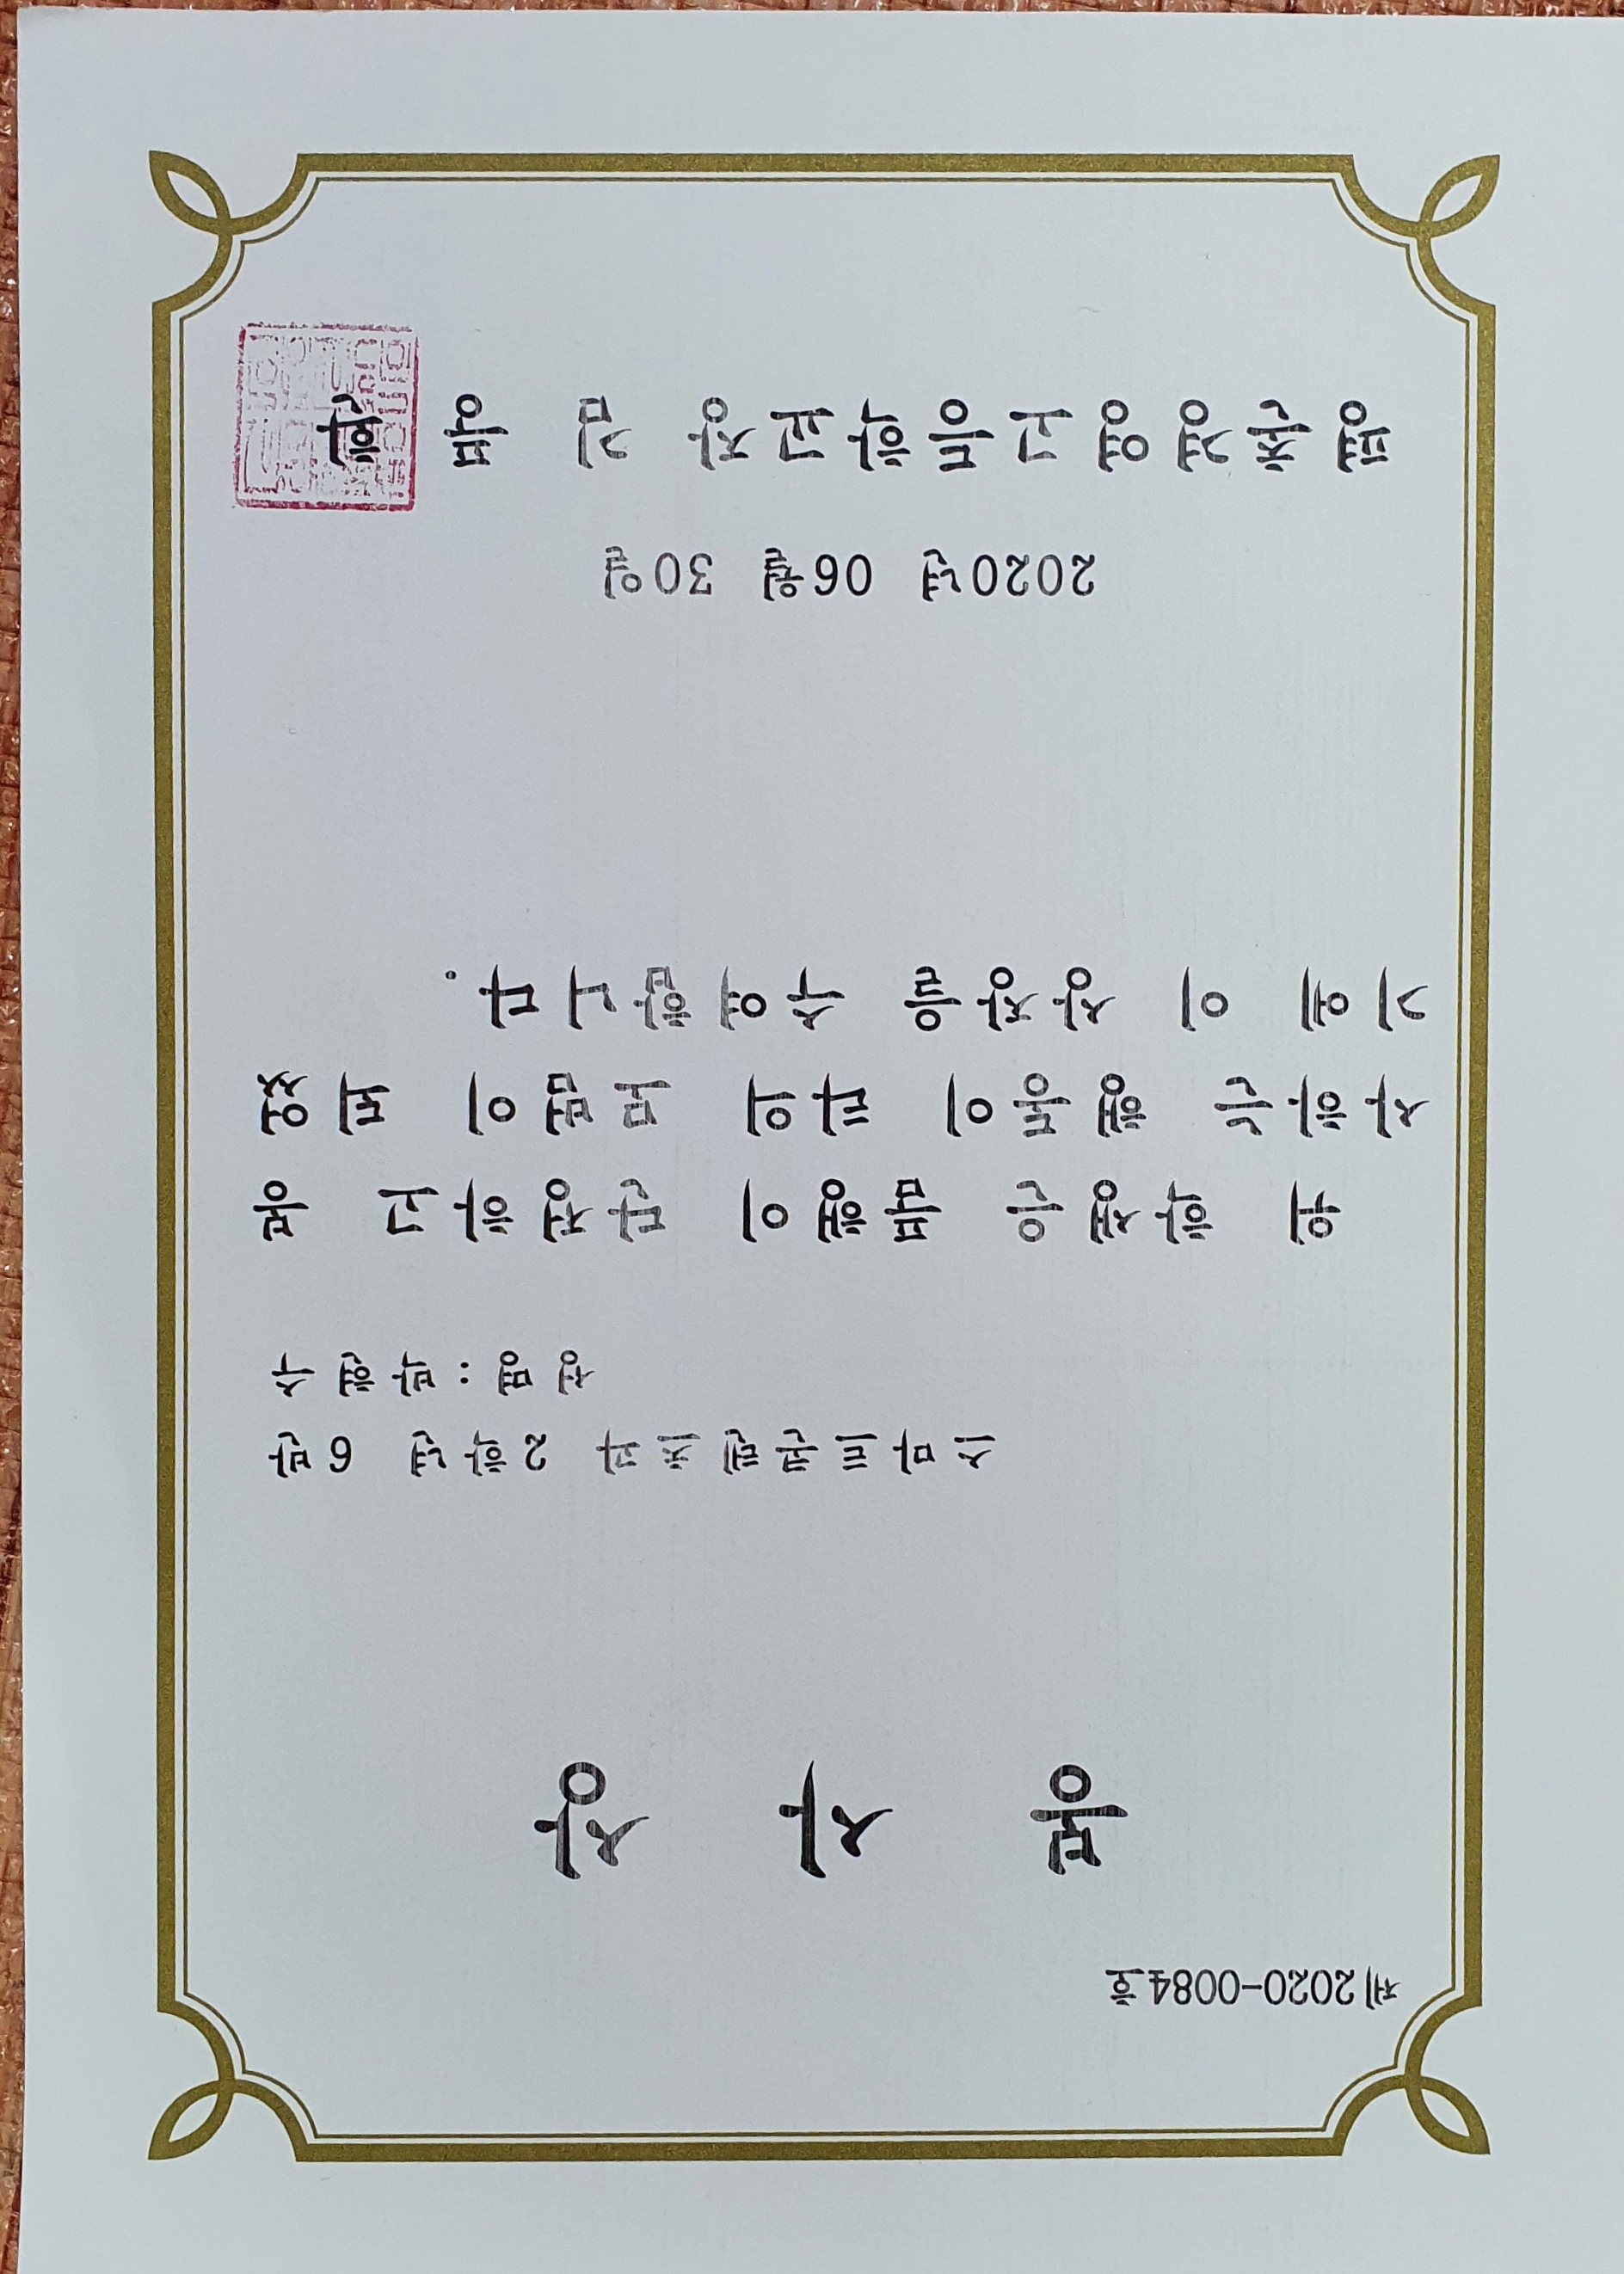 제2020-0084호
봉 사 상
스마트콘텐츠과 2학년 6반
성명:박현수
위 학생은 품행이 단정하고 봉
사하는 행동이 타의 모범이 되었
기에 이 상장을 수여합니다.
2020년 06월 30일
평촌경영고등학교장 김 풍 환